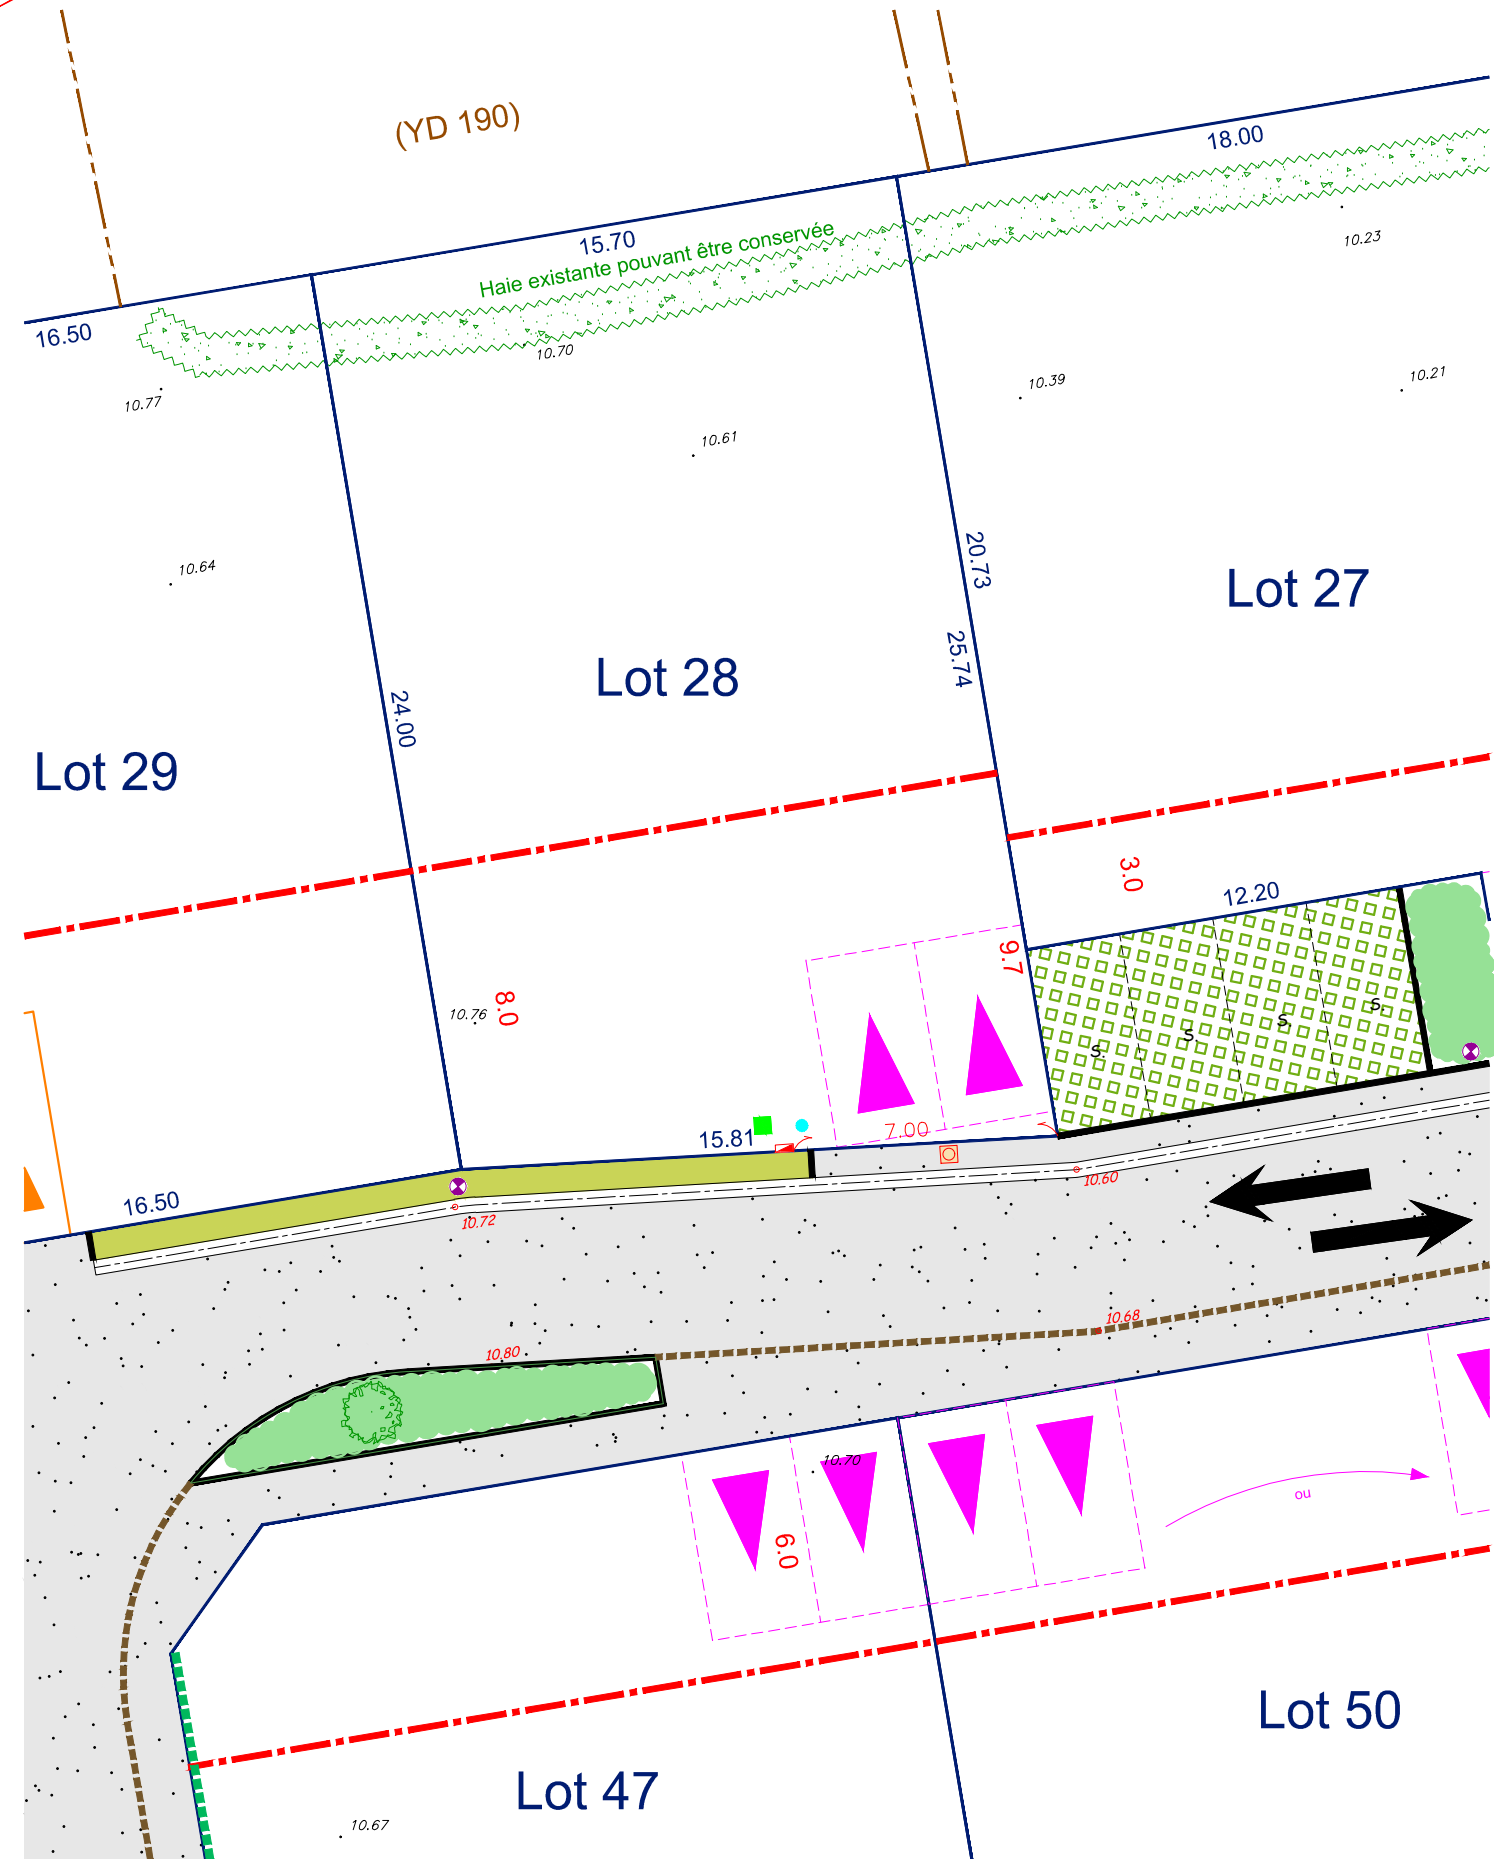 (YD 190)
18.00
15.70
Haie existante pouvant être conservée
10.23
16.50
10.70
10.39
10.21
10.77
10.61
20.73
10.64
Lot 27
25.74
Lot 28
24.00
Lot 29
3.0
12.20
9.7
8.0
10.76
S.
S.
S.
S.
15.81
7.00
10.60
16.50
10.72
10.68
10.80
10.70
ou
6.0
Lot 50
Lot 47
10.67